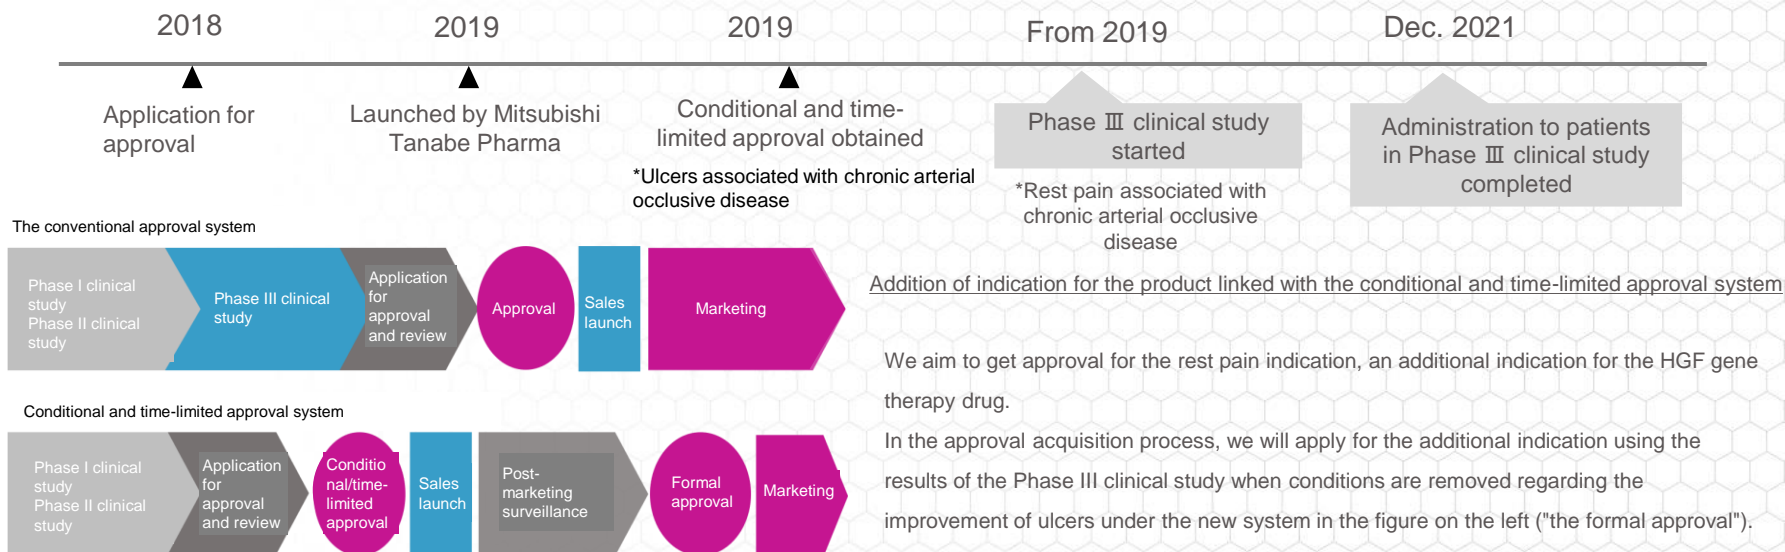 2018
2019
2019
From 2019
Dec. 2021
Application for
approval
Launched by Mitsubishi
Tanabe Pharma
Conditional and time-
limited approval obtained
*Ulcers associated with chronic arterial
occlusive disease
Phase Ⅲ clinical study
started
*Rest pain associated with
chronic arterial occlusive
disease
Administration to patients
in Phase Ⅲ clinical study
completed
The conventional approval system
Phase I clinical
study
Phase II clinical
study
Phase III clinical
study
Application
for
approval
and review
Approval
Sales
launch
Marketing
Conditional and time-limited approval system
Phase I clinical
study
Phase II clinical
study
Application
for
approval
and review
Conditio
nal/time-
limited
approval
Sales
launch
Post-
marketing
surveillance
Formal
approval
Marketing
Addition of indication for the product linked with the conditional and time-limited approval system
We aim to get approval for the rest pain indication, an additional indication for the HGF gene
therapy drug.
In the approval acquisition process, we will apply for the additional indication using the
results of the Phase III clinical study when conditions are removed regarding the
improvement of ulcers under the new system in the figure on the left ("the formal approval").